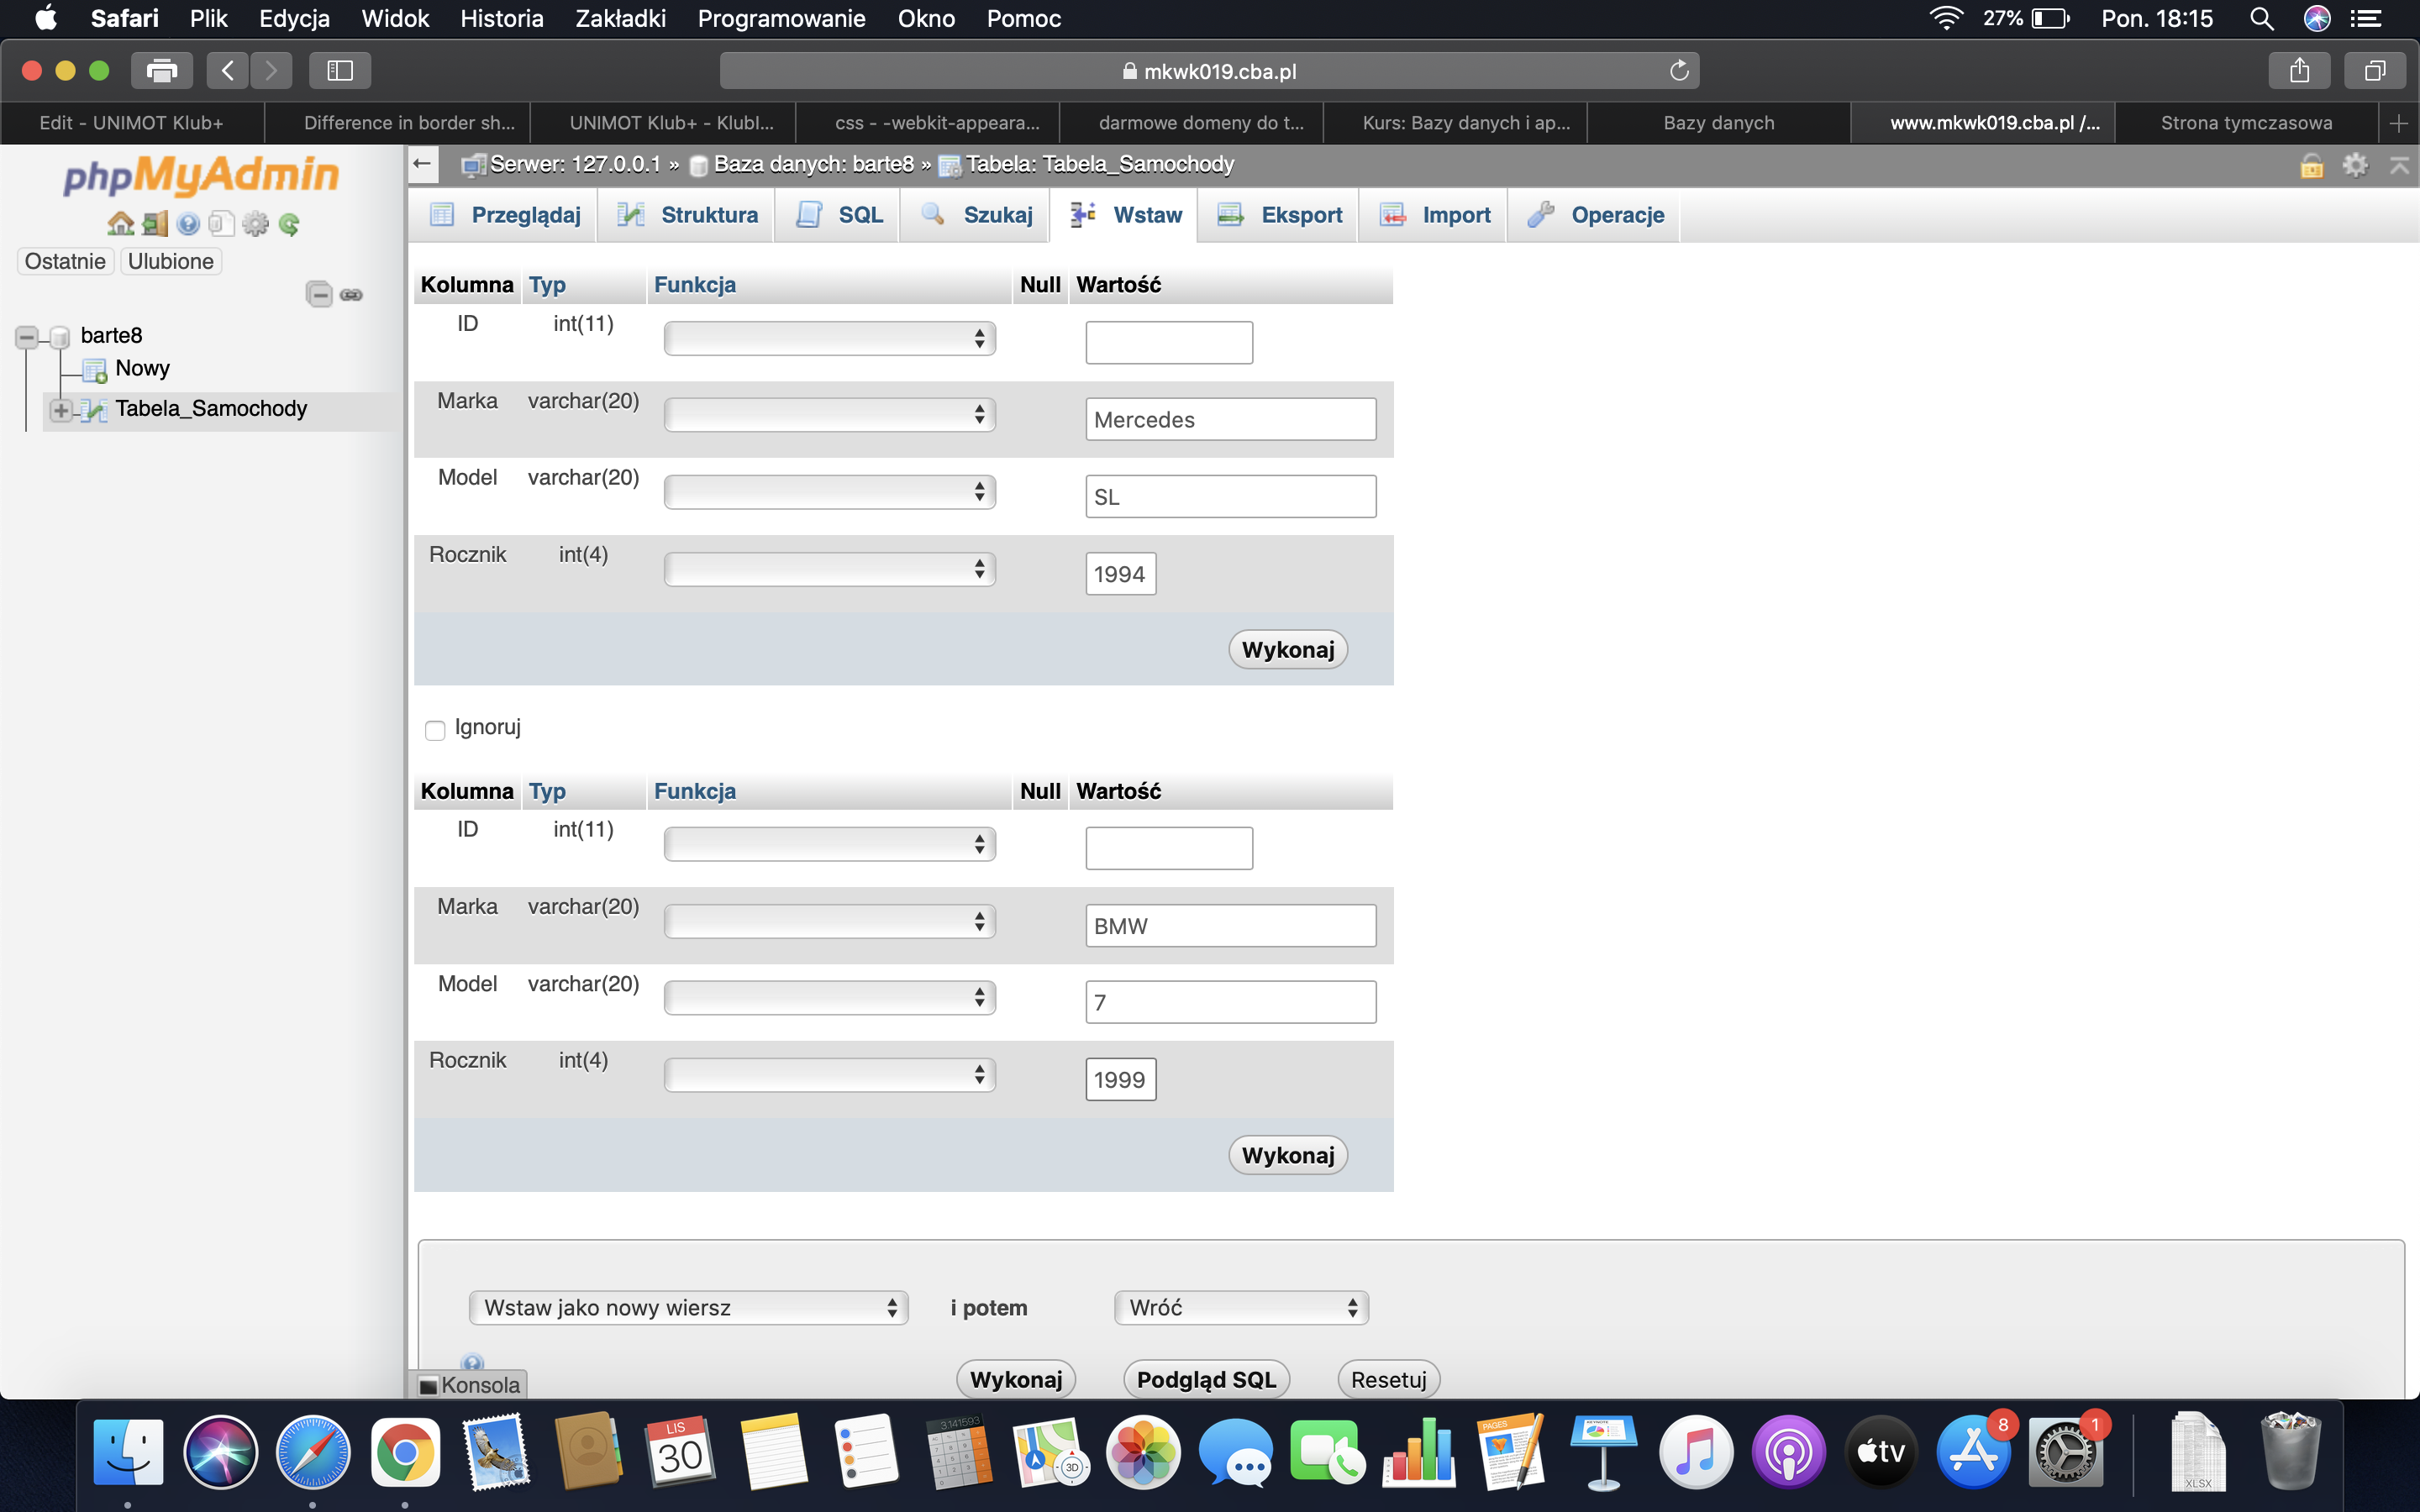 Safari Plik Edycja Widok Historia Zakładki Programowanie Okno Pomoc 27% Pon. 18:15
mkwk019.cba.pl
Edit - UNIMOT Klub+ Difference in border sh... UNIMOT Klub+ - Klubl... css - -webkit-appeara... darmowe domeny do t... Kurs: Bazy danych i ap... Bazy danych www.mkwk019.cba.pl /... Strona tymczasowa
phpMyAdmin
Ostatnie Ulubione
barte8
Nowy
Tabela_Samochody
Serwer: 127.0.0.1 » Baza danych: barte8 » Tabela: Tabela_Samochody
Przeglądaj Struktura SQL Szukaj Wstaw Eksport Import Operacje
Kolumna Typ Funkcja Null Wartość
ID int(11)
Marka varchar(20) Mercedes
Model varchar(20) SL
Rocznik int(4) 1994
Wykonaj
Ignoruj
Kolumna Typ Funkcja Null Wartość
ID int(11)
Marka varchar(20) BMW
Model varchar(20) 7
Rocznik int(4) 1999
Wykonaj
Wstaw jako nowy wiersz i potem Wróć
Konsola
Wykonaj Podgląd SQL Resetuj
LIS
30
3.141593
3D
PAGES
tv
8
1
XLSX